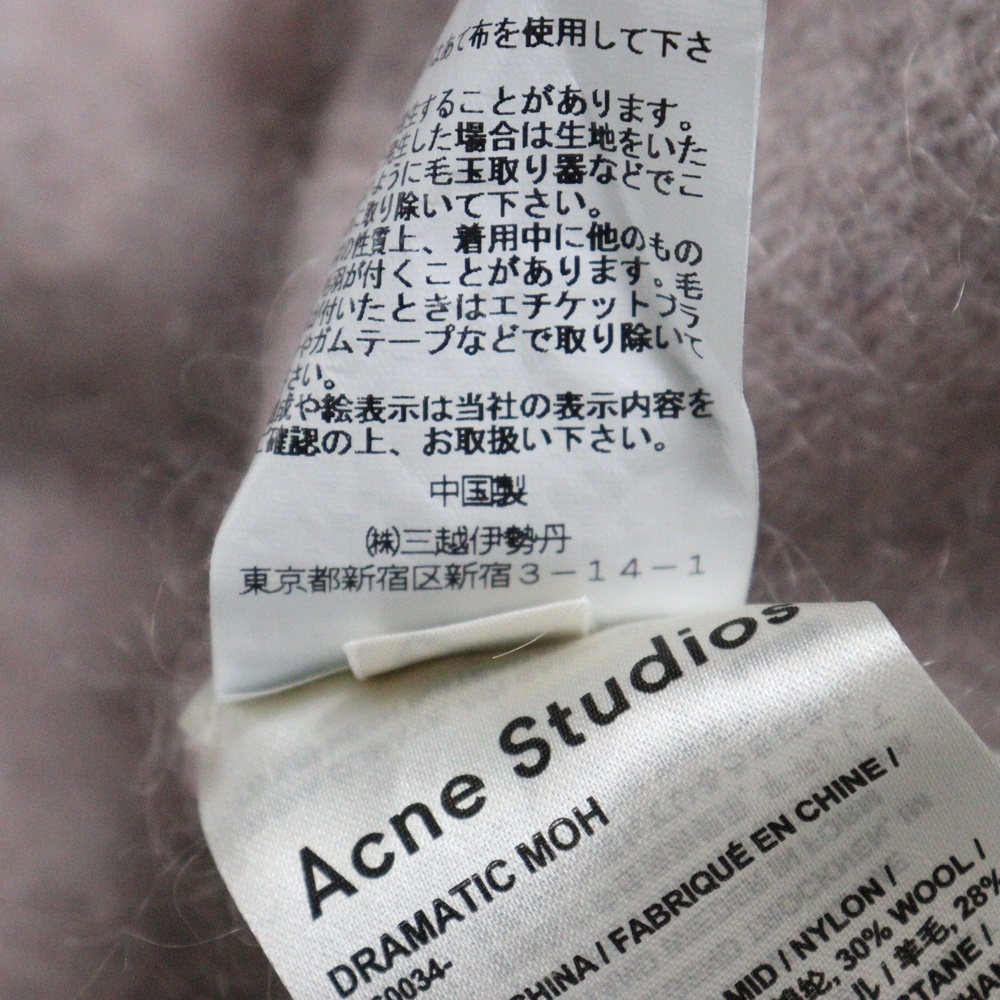 あて布を使用して下さ
生することがあります。
発生した場合は生地をいた
ように毛玉取り器などでこ
に取り除いて下さい。
の性質上、着用中に他のもの
が付くことがあります。毛
が付いたときはエチケットブラ
やガムテープなどで取り除いて
さい。
成や絵表示は当社の表示内容を
確認の上、お取扱い下さい。
中国製
㈱三越伊勢丹
東京都新宿区新宿3－14－1
Acne Studios
DRAMATIC MOH
0034-
CHINA / FABRIQUÉ EN CHINE /
MID / NYLON /
纶, 30% WOOL /
ル / 羊毛, 28%
TANE /